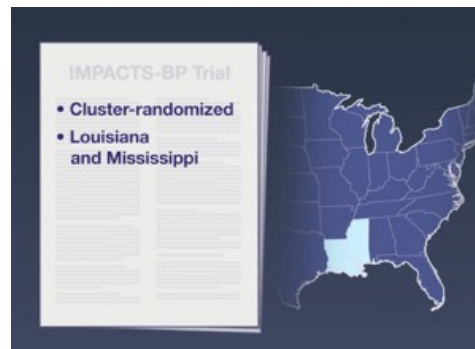 IMPACTS-BP Trial
• Cluster-randomized
• Louisiana
and Mississippi